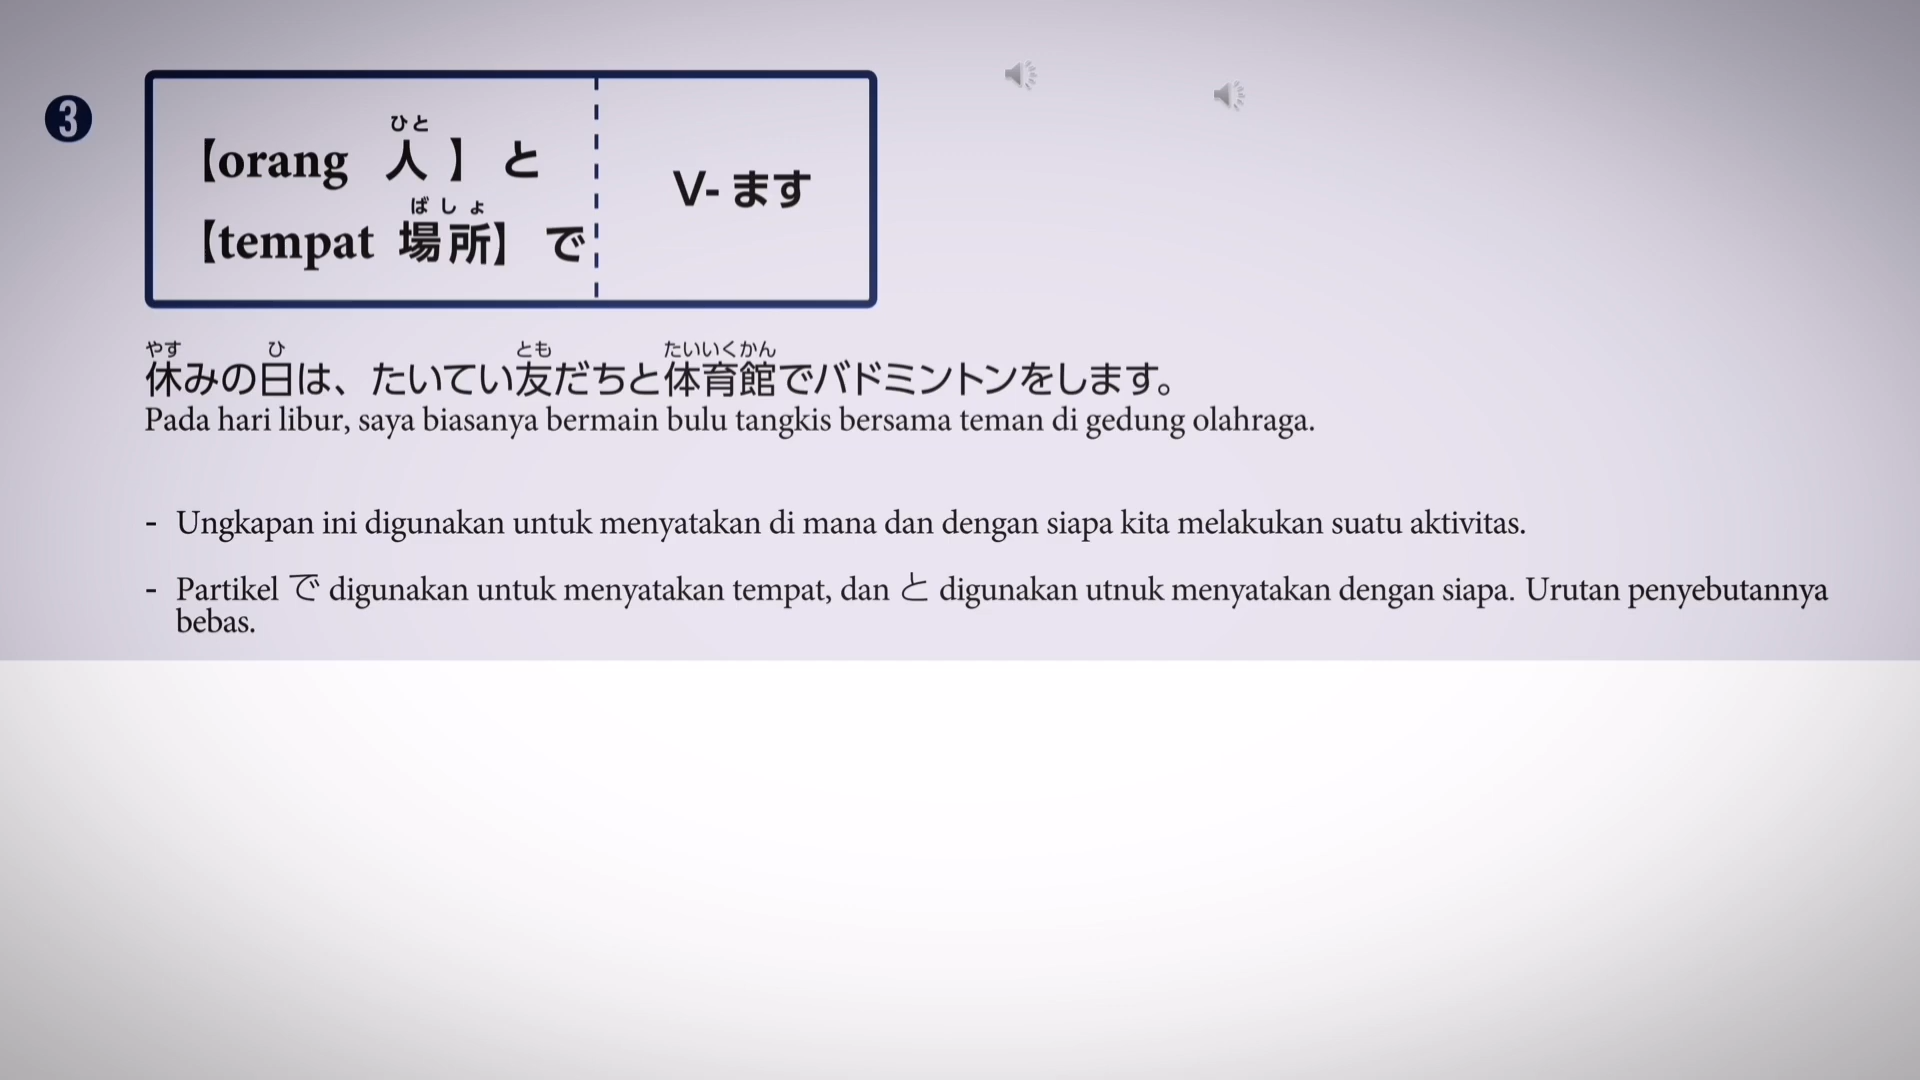 3
ひと
【orang 人 】 と
ばしょ
【tempat 場所】 で
V- ます
やす ひ とも たいいくかん
休みの日は、たいてい友だちと体育館でバドミントンをします。
Pada hari libur, saya biasanya bermain bulu tangkis bersama teman di gedung olahraga.
- Ungkapan ini digunakan untuk menyatakan di mana dan dengan siapa kita melakukan suatu aktivitas.
- Partikel で digunakan untuk menyatakan tempat, dan と digunakan utnuk menyatakan dengan siapa. Urutan penyebutannya
bebas.